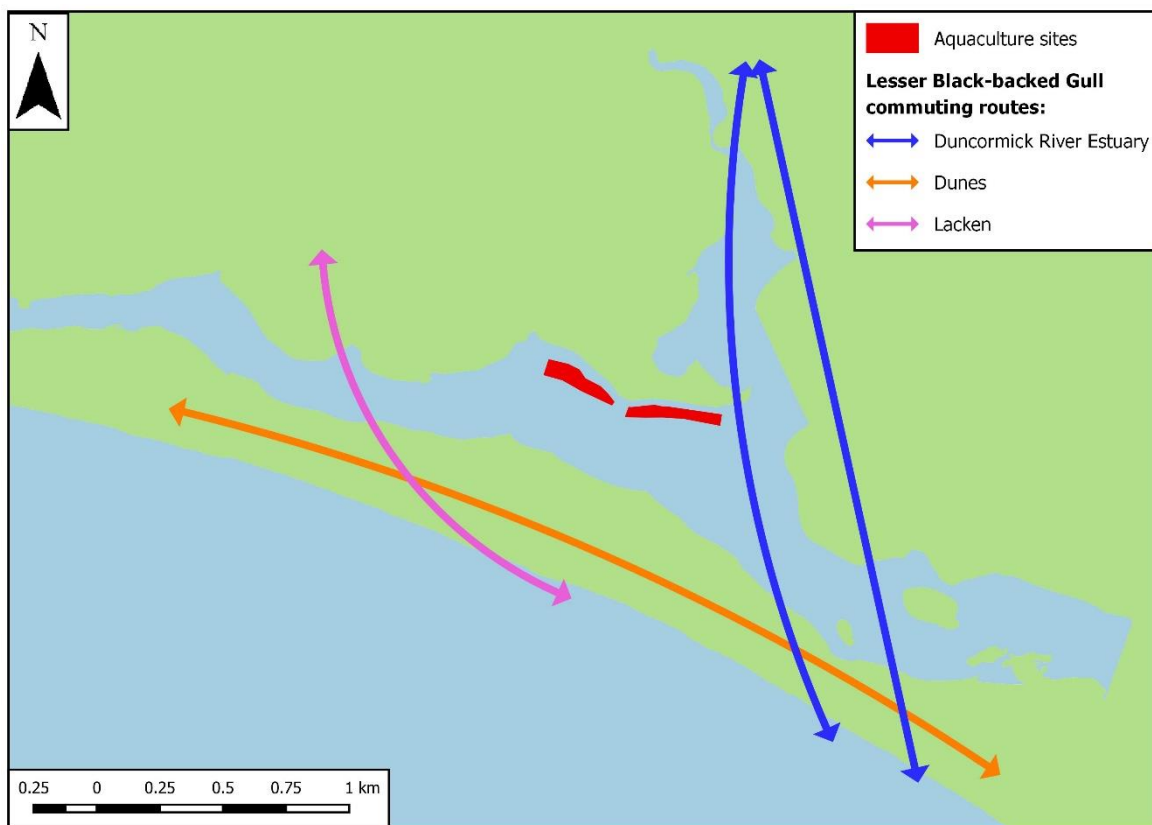 N
Aquaculture sites
Lesser Black-backed Gull
commuting routes:
Duncormick River Estuary
Dunes
Lacken
0.25 0 0.25 0.5 0.75 1 km